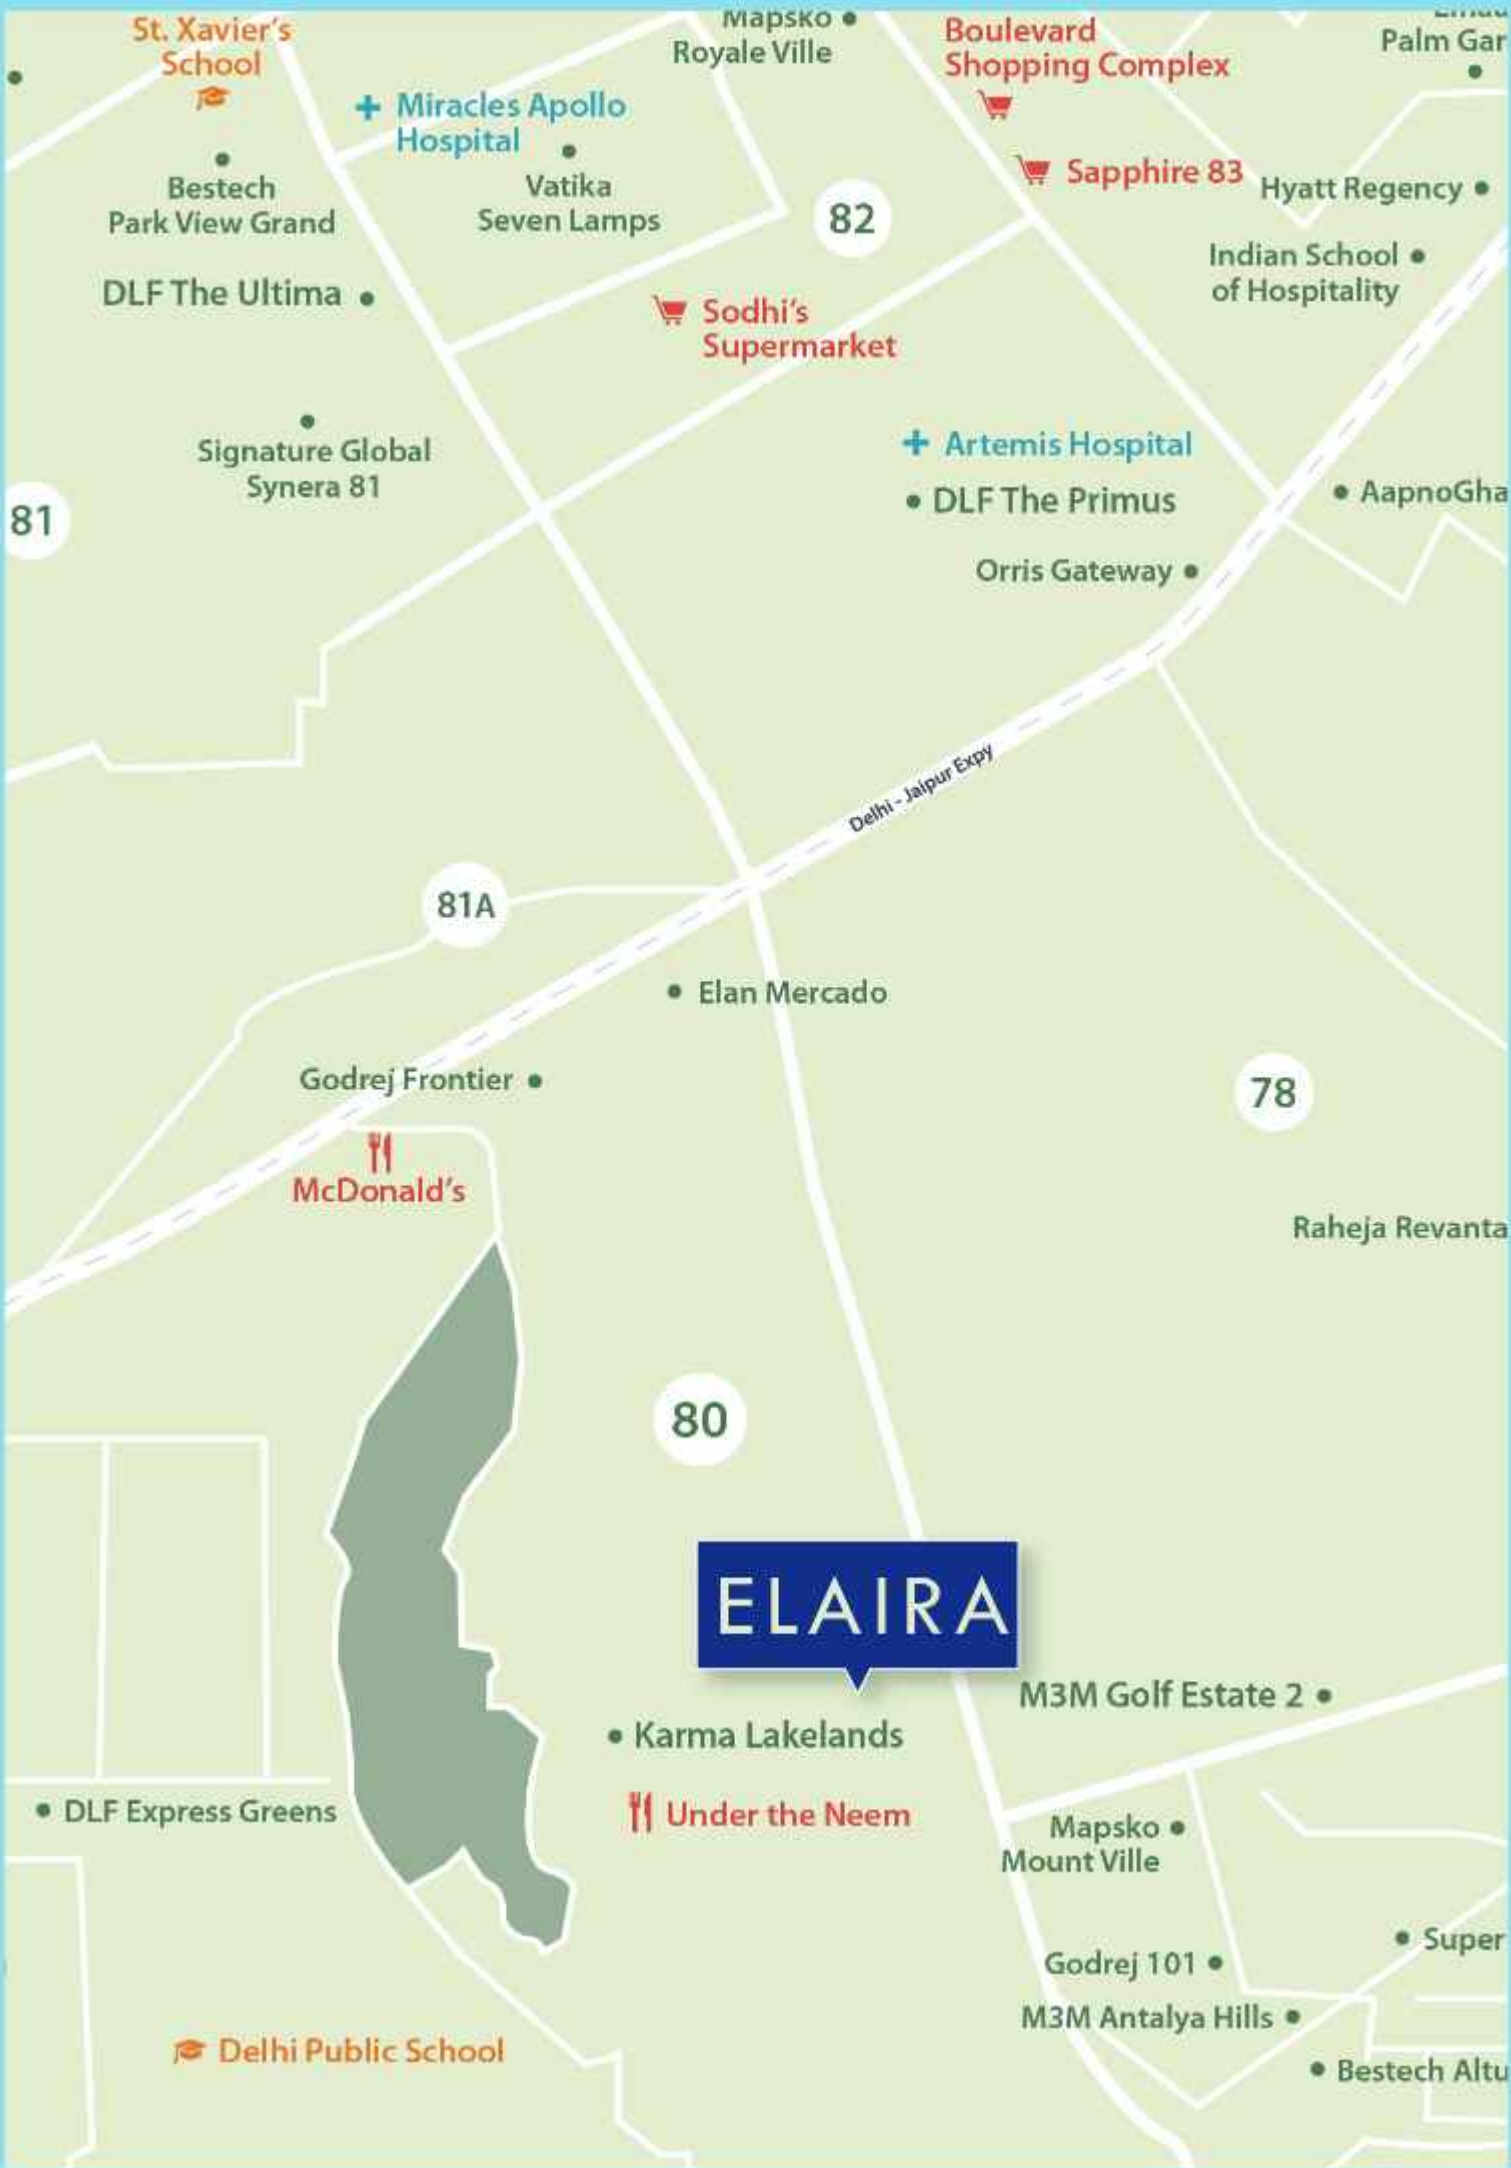 St. Xavier's
School
Mapsko
Royale Ville
Boulevard
Shopping Complex
Palm Gar
Miracles Apollo
Hospital
Bestech
Park View Grand
Vatika
Seven Lamps
82
Sapphire 83
Hyatt Regency
Indian School
of Hospitality
DLF The Ultima
Sodhi's
Supermarket
Signature Global
Synera 81
81
Artemis Hospital
DLF The Primus
AapnoGha
Orris Gateway
Delhi - Jaipur Expy
81A
Elan Mercado
Godrej Frontier
78
McDonald's
Raheja Revanta
80
ELAIRA
M3M Golf Estate 2
Karma Lakelands
DLF Express Greens
Under the Neem
Mapsko
Mount Ville
Super
Godrej 101
M3M Antalya Hills
Delhi Public School
Bestech Altu